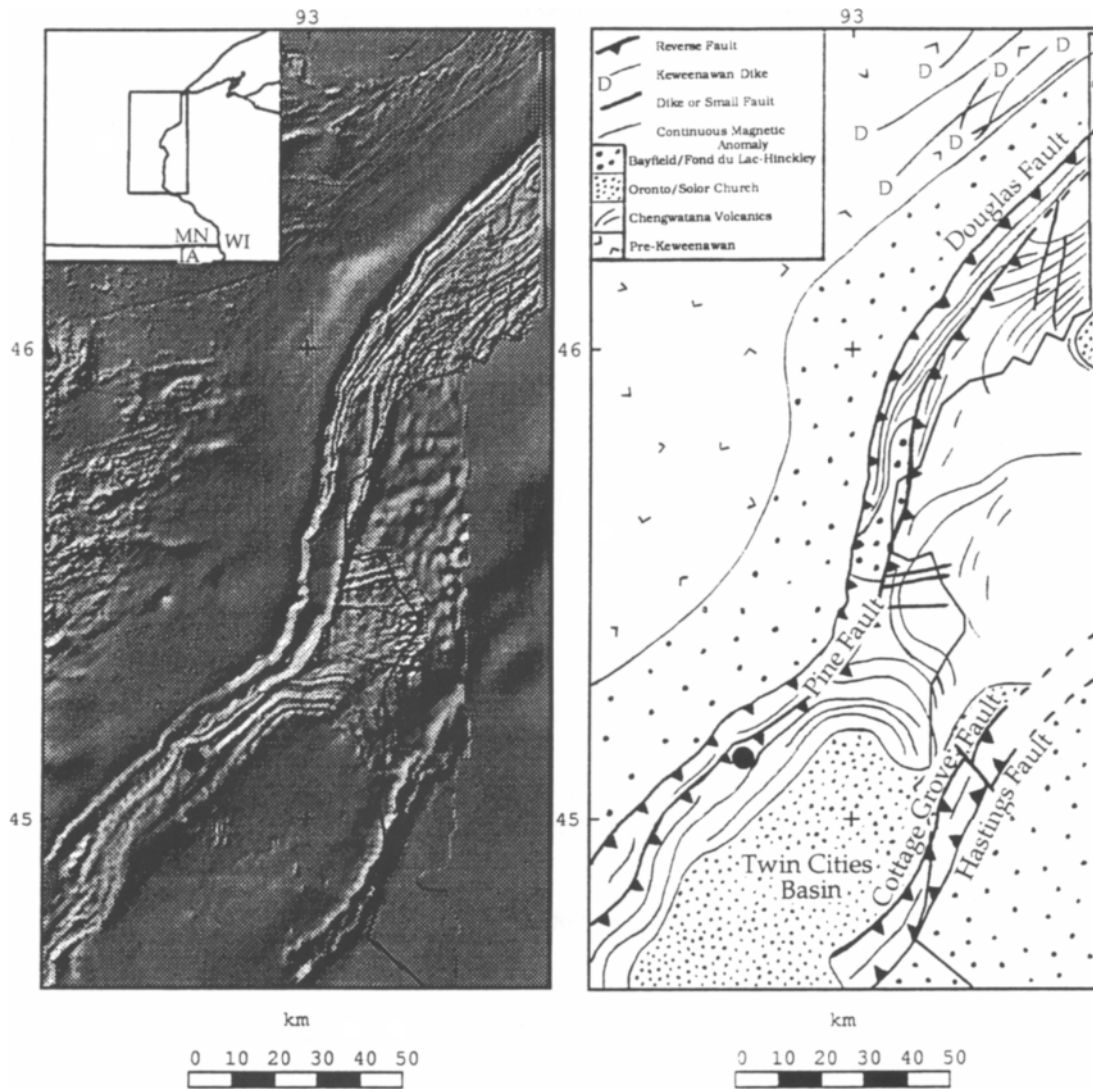 93
MN WI
IA
46
45
km
0 10 20 30 40 50
93
Reverse Fault
D
Keweenawan Dike
Dike or Small Fault
Continuous Magnetic
Anomaly
Bayfield/Fond du Lac-Hinckley
Oronto/Solor Church
Chengwatana Volcanics
Pre-Keweenawan
D
D
D
D
D
D
D
Douglas Fault
46
Pine Fault
Cottage Grove Fault
Hastings Fault
45
Twin Cities
Basin
km
0 10 20 30 40 50